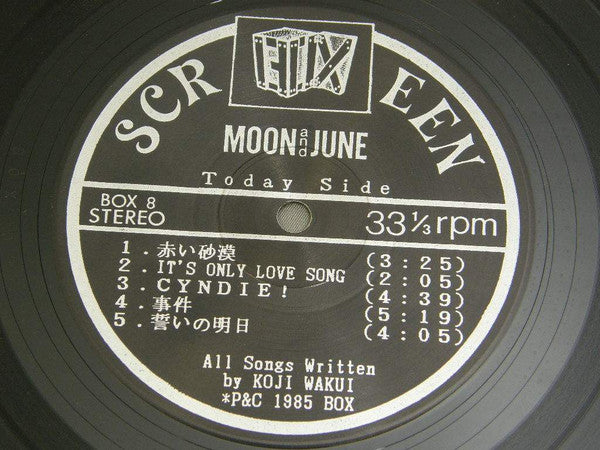 SCREEN
BOX
MOON and JUNE
Today Side
BOX 8
STEREO
33⅓rpm
1．赤い砂漠 (3:25)
2．IT'S ONLY LOVE SONG (2:05)
3．CYNDIE! (4:39)
4．事件 (5:19)
5．誓いの明日 (4:05)
All Songs Written
by KOJI WAKUI
*P&C 1985 BOX